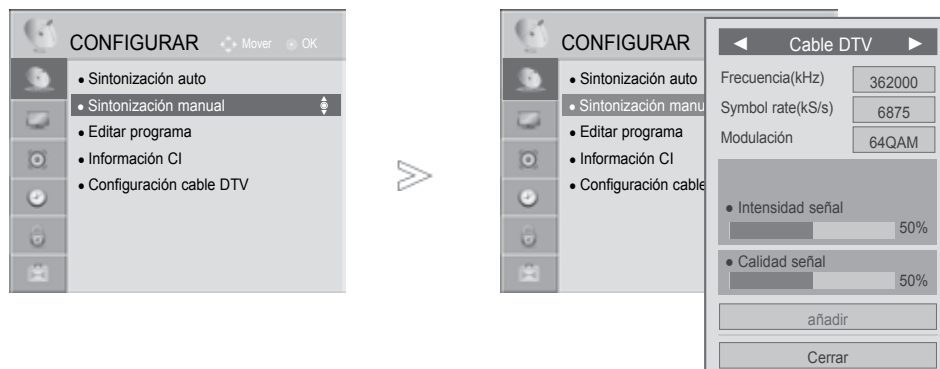 CONFIGURAR Mover OK
● Sintonización auto
● Sintonización manual
● Editar programa
● Información CI
● Configuración cable DTV
CONFIGURAR
● Sintonización auto
● Sintonización manu
● Editar programa
● Información CI
● Configuración cable
◄ Cable DTV ►
Frecuencia(kHz) 362000
Symbol rate(kS/s) 6875
Modulación 64QAM
● Intensidad señal
50%
● Calidad señal
50%
añadir
Cerrar